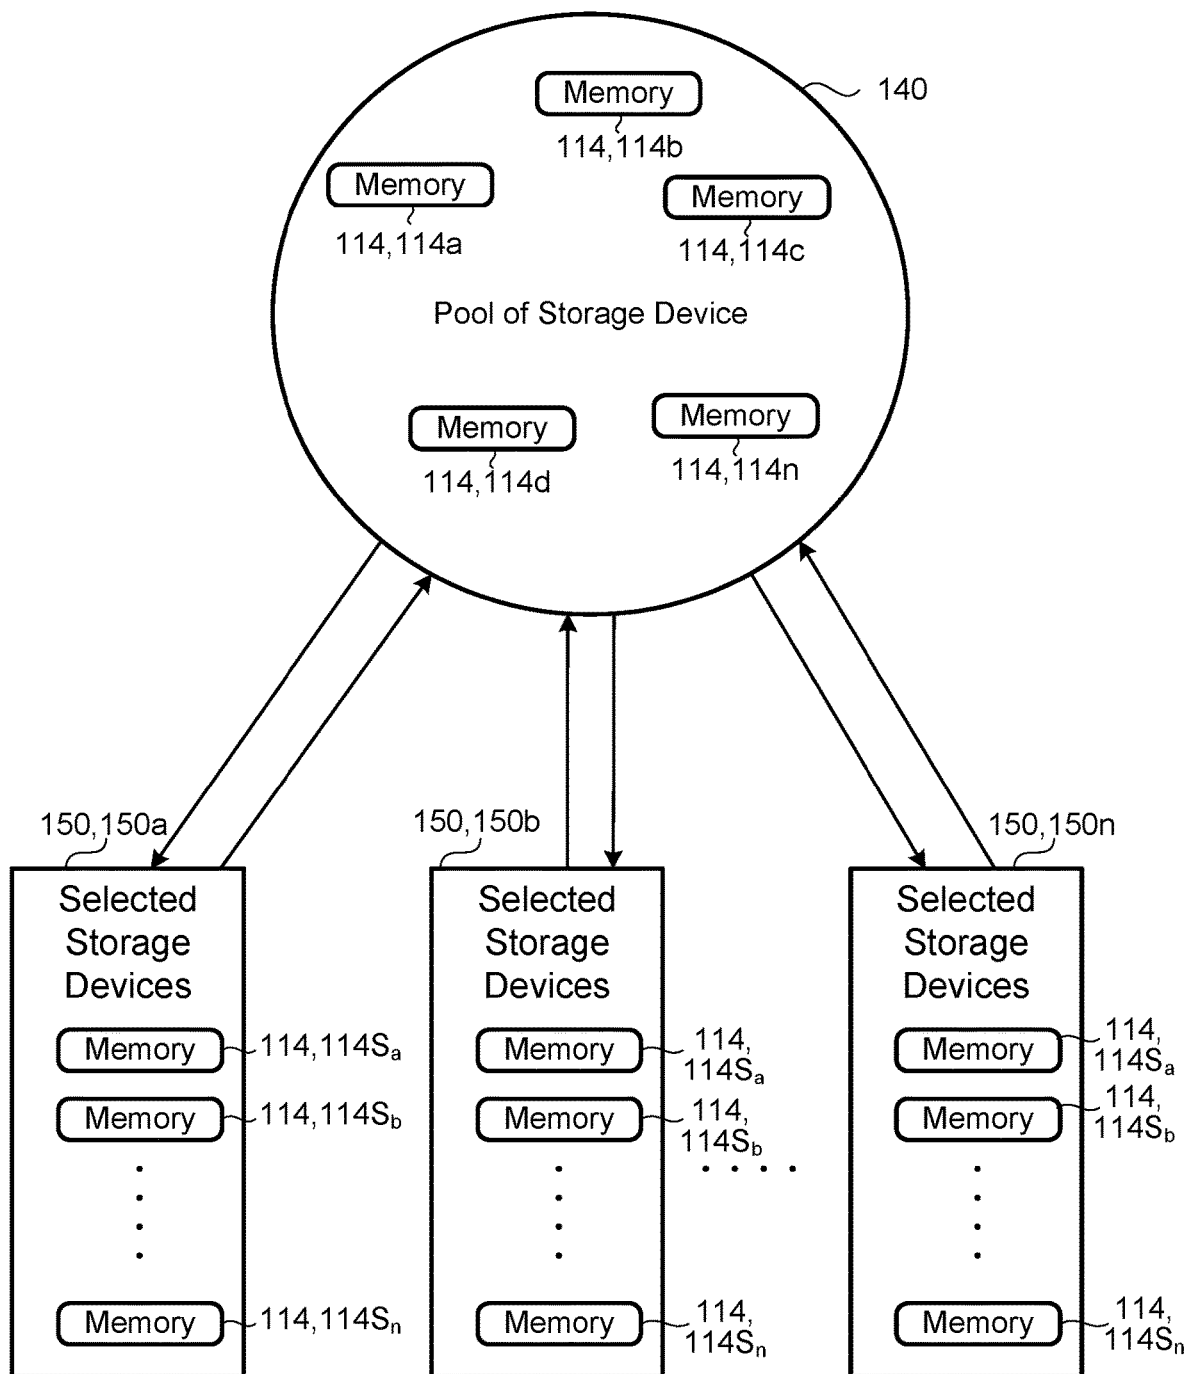 140
Memory
114,114b
Memory
114,114a
Memory
114,114c
Pool of Storage Device
Memory
114,114d
Memory
114,114n
150,150a
Selected
Storage
Devices
Memory
114,114Sa
Memory
114,114Sb
Memory
114,114Sn
150,150b
Selected
Storage
Devices
Memory
114,
114Sa
Memory
114,
114Sb
Memory
114,
114Sn
150,150n
Selected
Storage
Devices
Memory
114,
114Sa
Memory
114,
114Sb
Memory
114,
114Sn